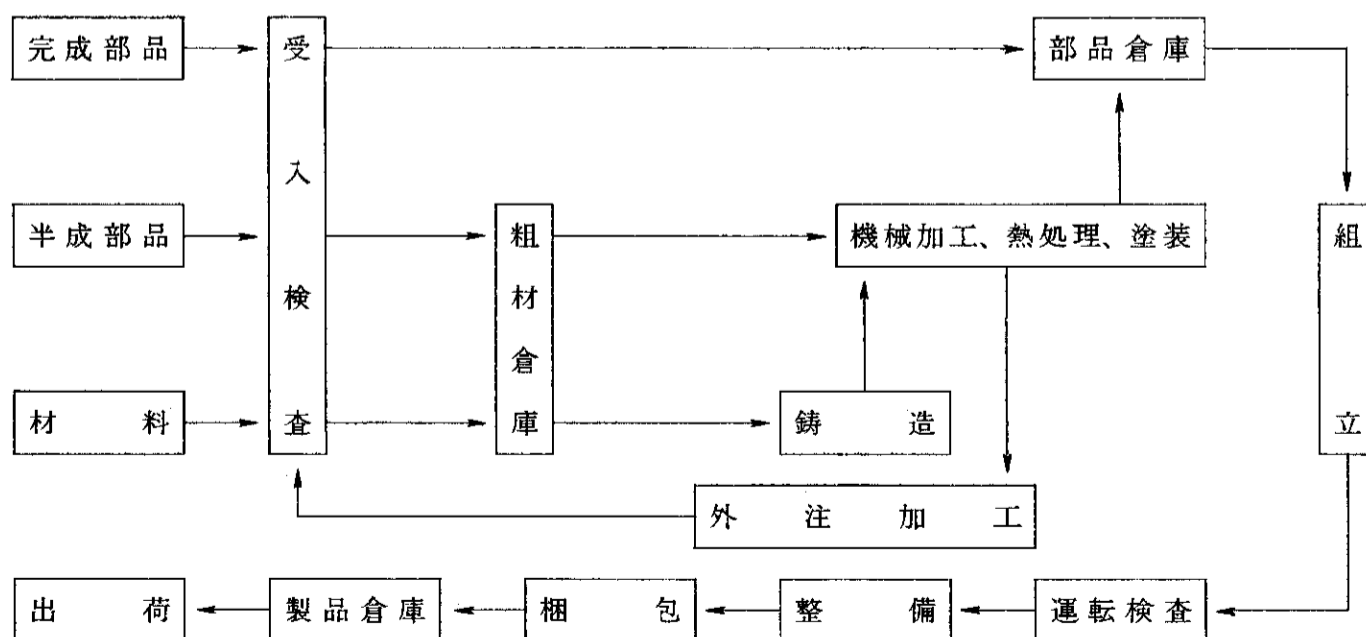 完成部品
受入検査
部品倉庫
半成部品
粗材倉庫
機械加工、熱処理、塗装
組立
材料
鋳造
外注加工
出荷
製品倉庫
梱包
整備
運転検査